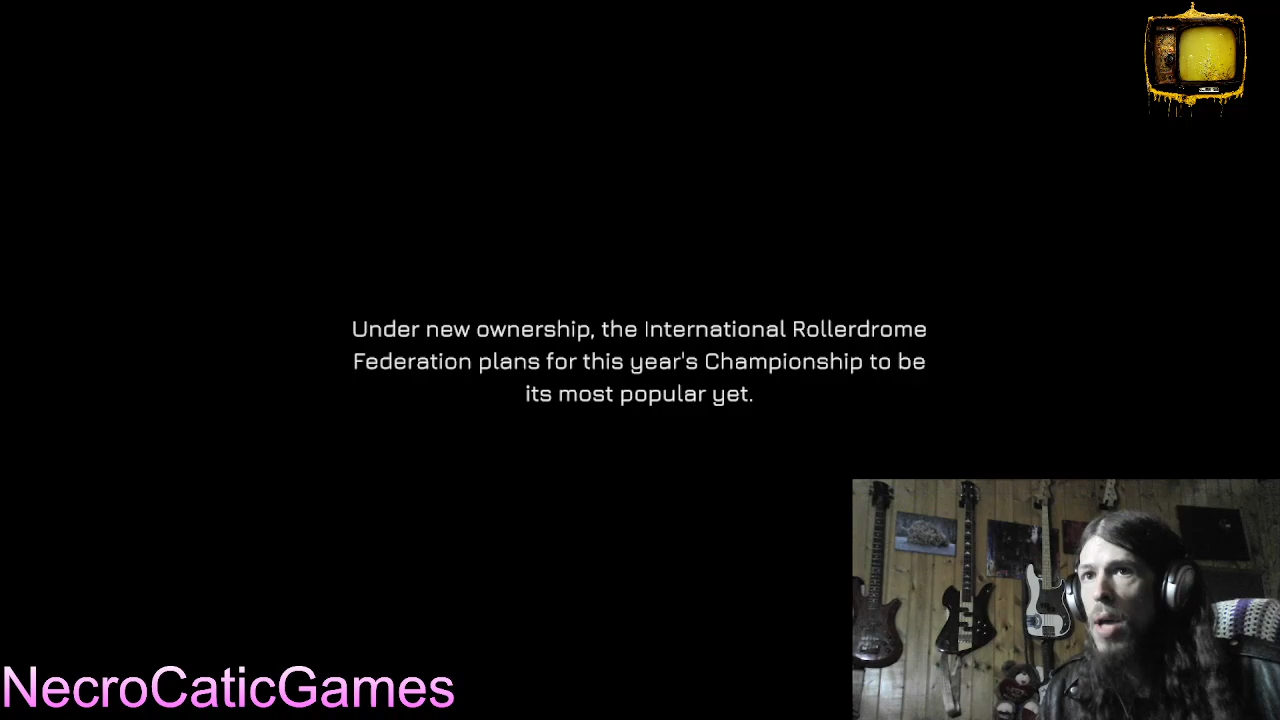 Under new ownership, the International Rollerdrome
Federation plans for this year's Championship to be
its most popular yet.
NecroCaticGames